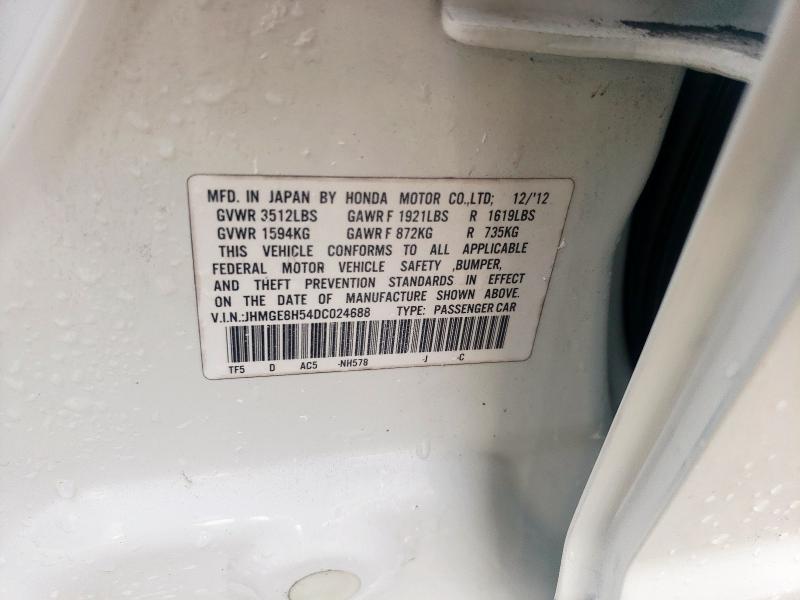 MFD. IN JAPAN BY HONDA MOTOR CO.,LTD; 12/'12
GVWR 3512LBS GAWR F 1921LBS R 1619LBS
GVWR 1594KG GAWR F 872KG R 735KG
THIS VEHICLE CONFORMS TO ALL APPLICABLE
FEDERAL MOTOR VEHICLE SAFETY ,BUMPER,
AND THEFT PREVENTION STANDARDS IN EFFECT
ON THE DATE OF MANUFACTURE SHOWN ABOVE.
V.I.N.:JHMGE8H54DC024688 TYPE: PASSENGER CAR
TF5 D AC5 -NH578 -J -C